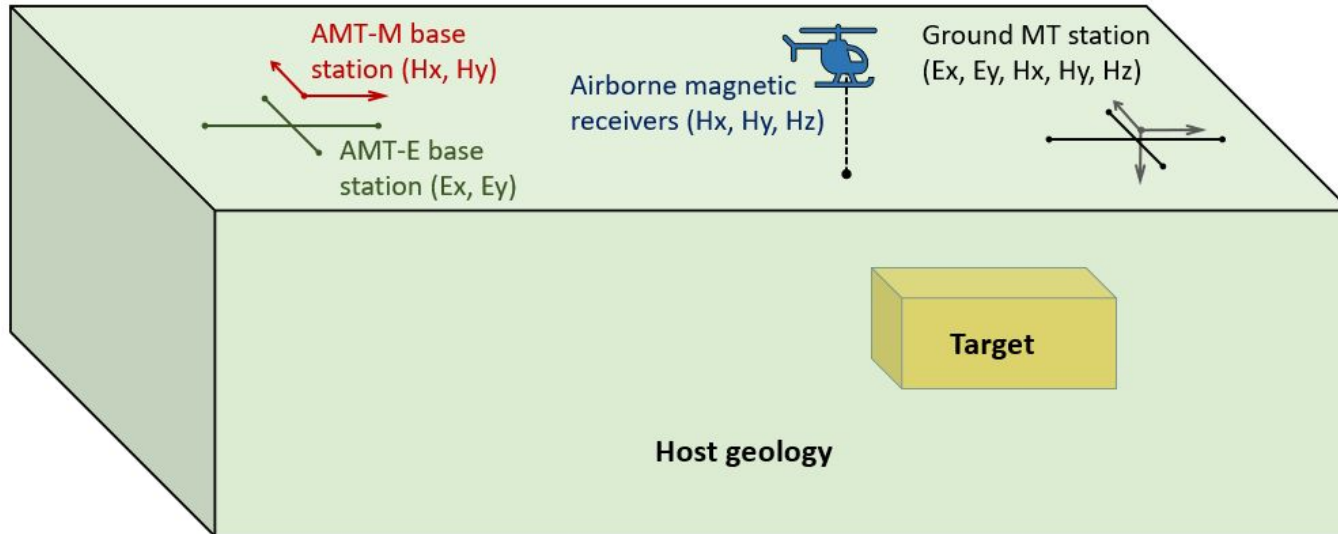 AMT-M base
station (Hx, Hy)
AMT-E base
station (Ex, Ey)
Airborne magnetic
receivers (Hx, Hy, Hz)
Ground MT station
(Ex, Ey, Hx, Hy, Hz)
Target
Host geology